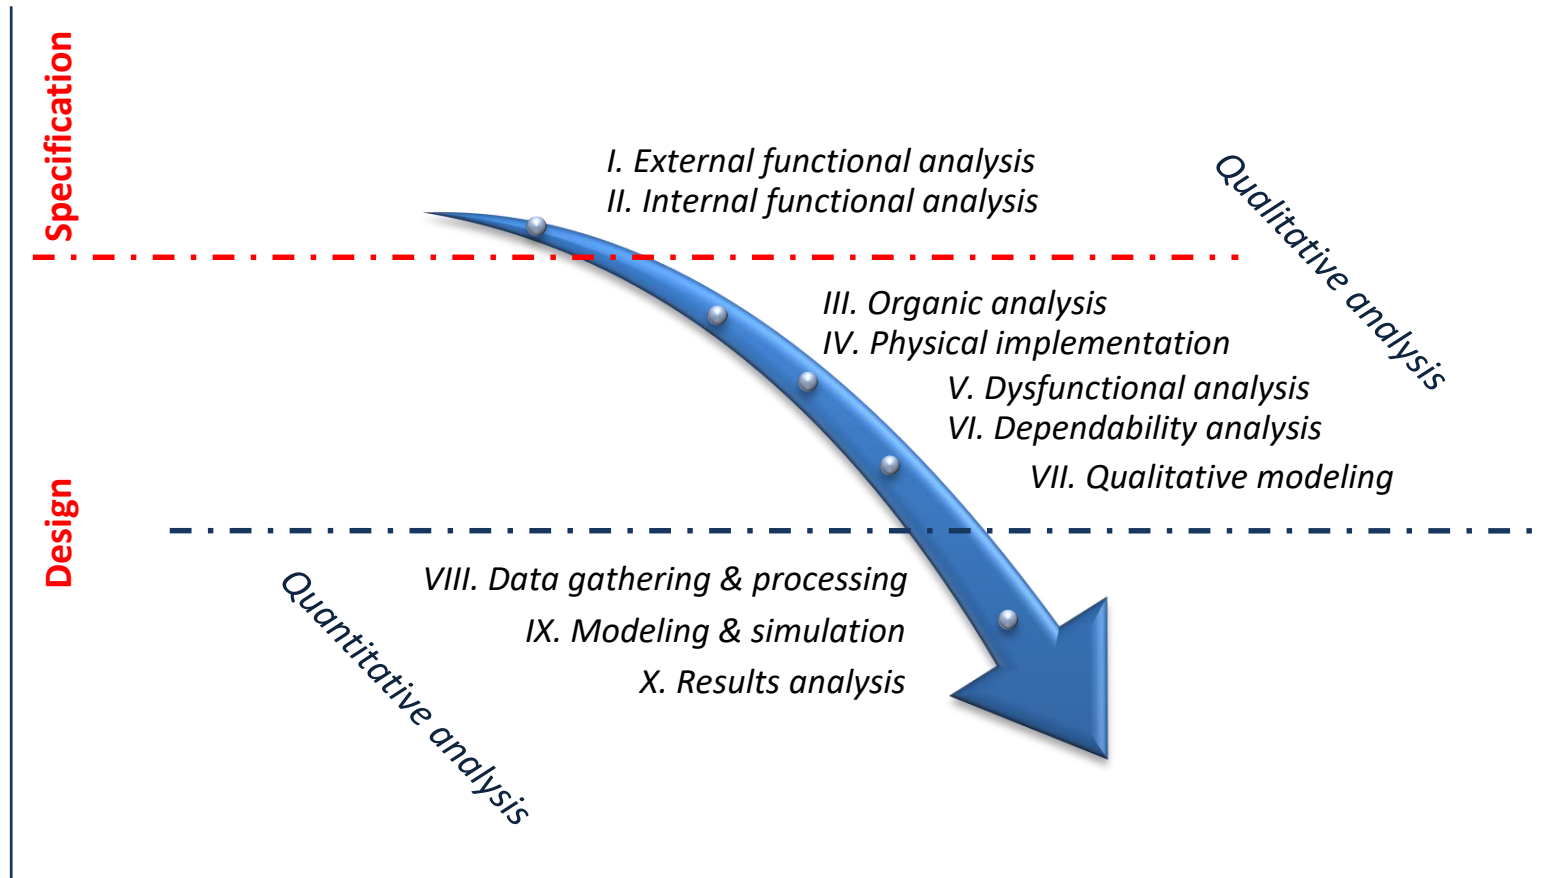 Specification
I. External functional analysis
II. Internal functional analysis
Qualitative analysis
III. Organic analysis
IV. Physical implementation
V. Dysfunctional analysis
VI. Dependability analysis
VII. Qualitative modeling
Design
VIII. Data gathering & processing
IX. Modeling & simulation
X. Results analysis
Quantitative analysis